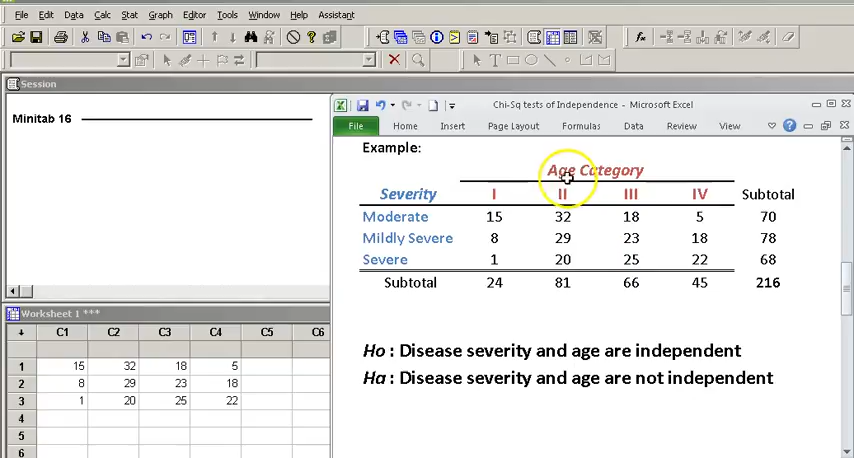 File Edit Data Calc Stat Graph Editor Tools Window Help Assistant
Session
Minitab 16
Chi-Sq tests of Independence - Microsoft Excel
File Home Insert Page Layout Formulas Data Review View
Example:
Age Category
Severity I II III IV Subtotal
Moderate 15 32 18 5 70
Mildly Severe 8 29 23 18 78
Severe 1 20 25 22 68
Subtotal 24 81 66 45 216
Ho : Disease severity and age are independent
Ha : Disease severity and age are not independent
Worksheet 1 ***
C1 C2 C3 C4 C5 C6
1 15 32 18 5
2 8 29 23 18
3 1 20 25 22
4
5
6